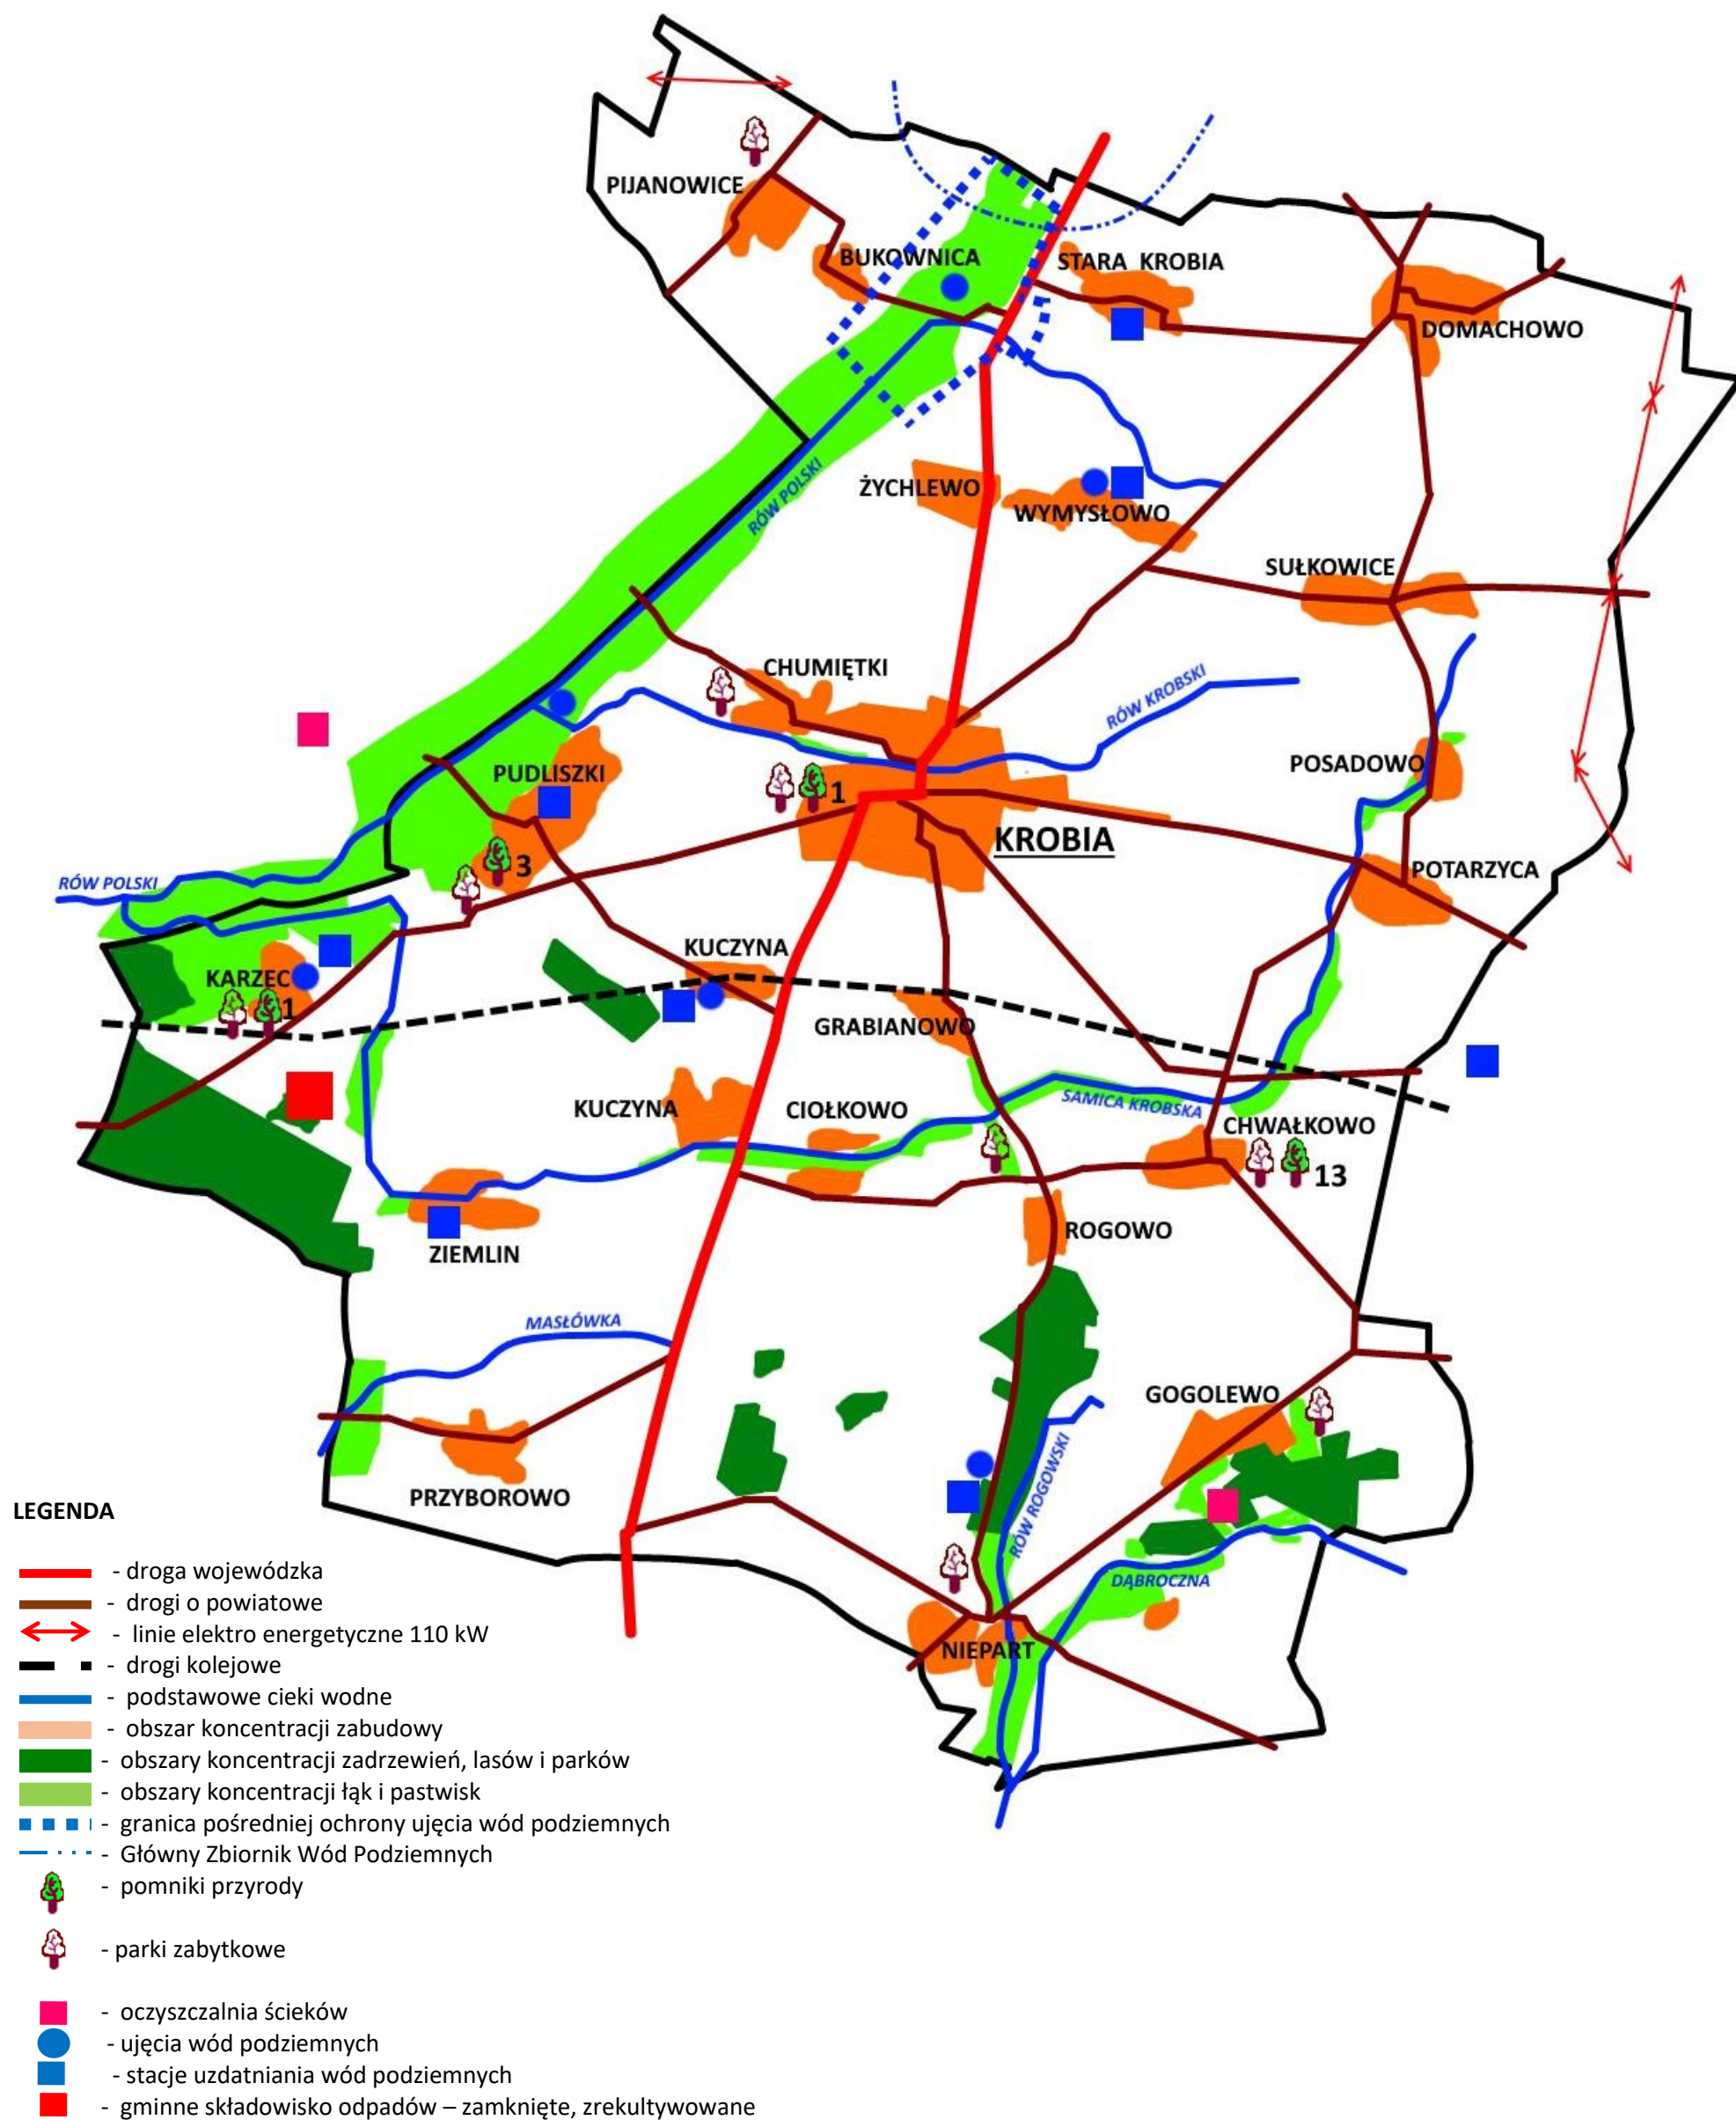 PIJANOWICE
BUKOWNICA
STARA KROBIA
DOMACHOWO
RÓW POLSKI
ŻYCHLEWO
WYMYSŁOWO
SUŁKOWICE
CHUMIĘTKI
RÓW KROBSKI
POSADOWO
PUDLISZKI
1
KROBIA
3
POTARZYCA
RÓW POLSKI
KUCZYNA
KARZEC
1
GRABIANOWO
KUCZYNA
CIOŁKOWO
SAMICA KROBSKA
CHWAŁKOWO
13
ROGOWO
ZIEMLIN
MASŁÓWKA
GOGOLEWO
PRZYBOROWO
RÓW ROGOWSKI
DĄBROCZNA
NIEPART
LEGENDA
- droga wojewódzka
- drogi o powiatowe
- linie elektro energetyczne 110 kW
- drogi kolejowe
- podstawowe cieki wodne
- obszar koncentracji zabudowy
- obszary koncentracji zadrzewień, lasów i parków
- obszary koncentracji łąk i pastwisk
- granica pośredniej ochrony ujęcia wód podziemnych
- Główny Zbiornik Wód Podziemnych
- pomniki przyrody
- parki zabytkowe
- oczyszczalnia ścieków
- ujęcia wód podziemnych
- stacje uzdatniania wód podziemnych
- gminne składowisko odpadów – zamknięte, zrekultywowane